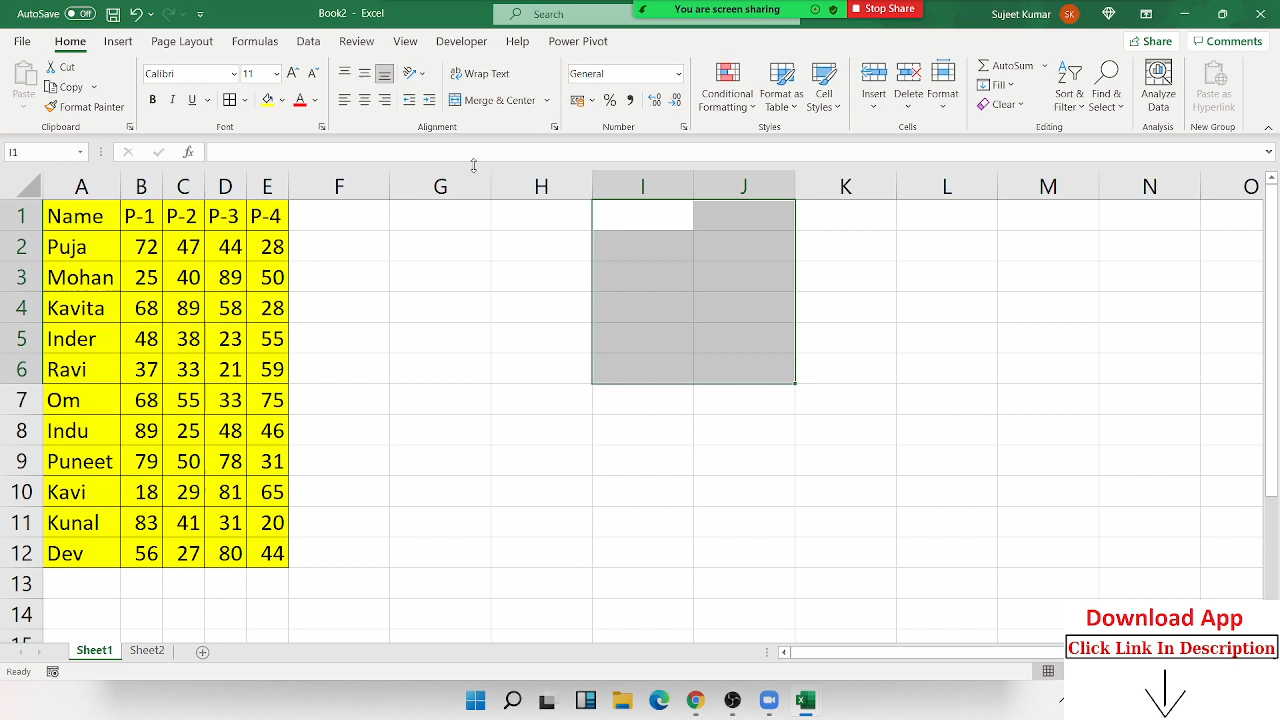 AutoSave Off Book2 - Excel Search You are screen sharing Stop Share Sujeet Kumar SK
File Home Insert Page Layout Formulas Data Review View Developer Help Power Pivot Share Comments
Paste Cut Copy Format Painter Clipboard
Calibri 11 B I U A Font
Wrap Text Merge & Center Alignment
General % Number
Conditional Formatting Format as Table Cell Styles Styles
Insert Delete Format Cells
AutoSum Fill Clear Sort & Filter Find & Select Editing
Analyze Data Analysis
Paste as Hyperlink New Group
I1 fx
A B C D E F G H I J K L M N O
1 Name P-1 P-2 P-3 P-4
2 Puja 72 47 44 28
3 Mohan 25 40 89 50
4 Kavita 68 89 58 28
5 Inder 48 38 23 55
6 Ravi 37 33 21 59
7 Om 68 55 33 75
8 Indu 89 25 48 46
9 Puneet 79 50 78 31
10 Kavi 18 29 81 65
11 Kunal 83 41 31 20
12 Dev 56 27 80 44
13
14
15
Sheet1 Sheet2
Ready
Download App
Click Link In Description